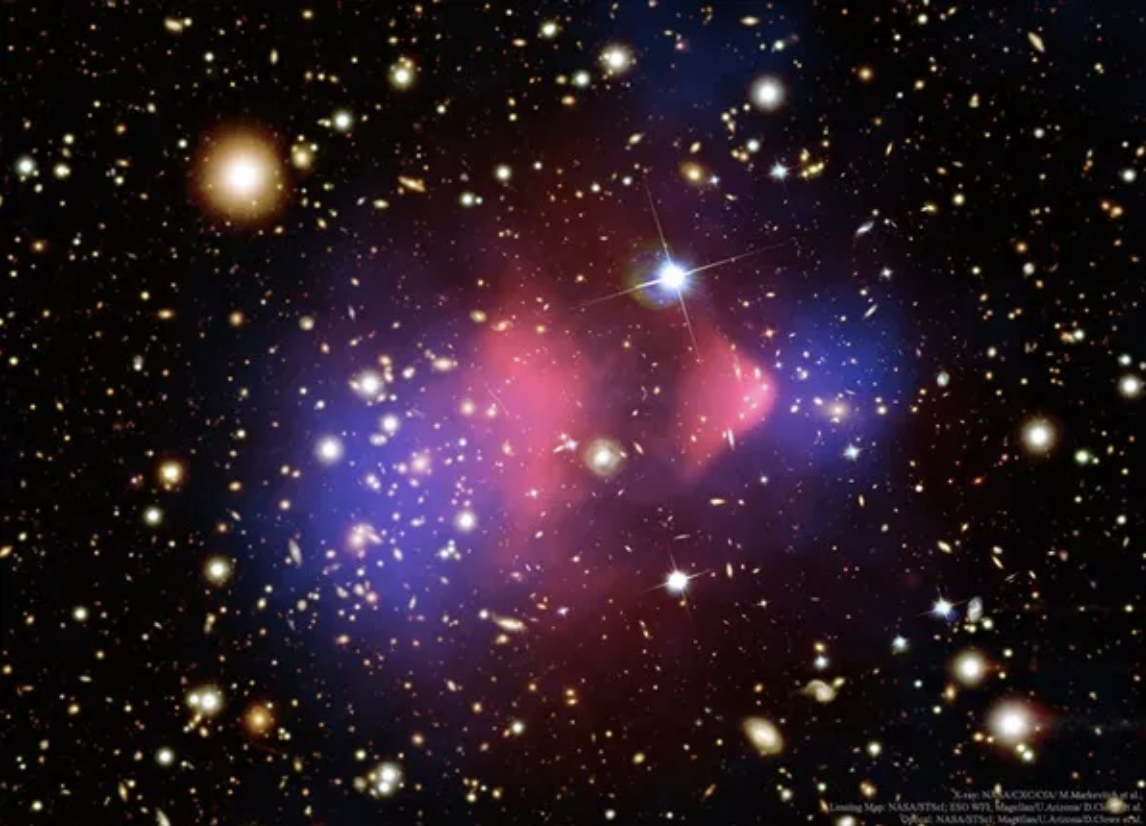 X-ray: NASA/CXC/CfA/ M.Markevitch et al.;
Lensing Map: NASA/STScI; ESO WFI; Magellan/U.Arizona/ D.Clowe et al.
Optical: NASA/STScI; Magellan/U.Arizona/D.Clowe et al.